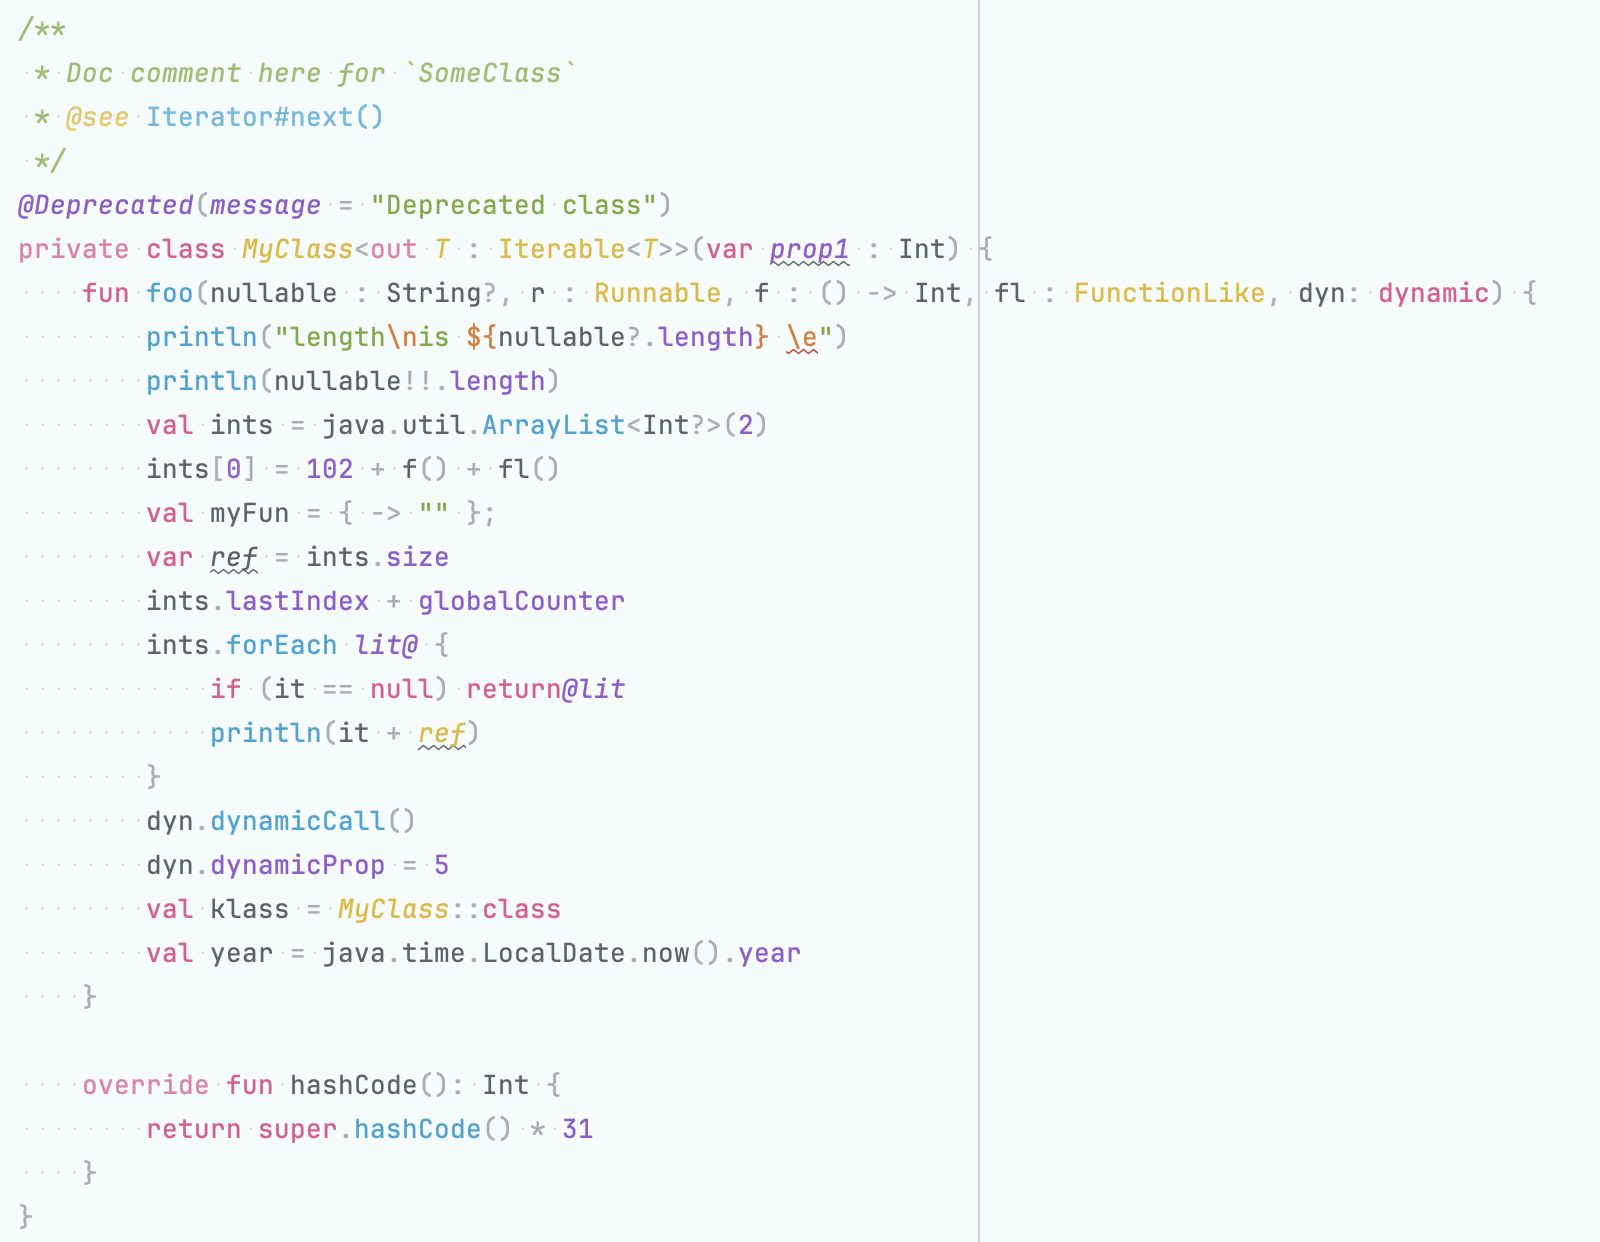 /**
 * Doc comment here for `SomeClass`
 * @see Iterator#next()
 */
@Deprecated(message = "Deprecated class")
private class MyClass<out T : Iterable<T>>(var prop1 : Int) {
    fun foo(nullable : String?, r : Runnable, f : () -> Int, fl : FunctionLike, dyn: dynamic) {
        println("length\nis ${nullable?.length} \e")
        println(nullable!!.length)
        val ints = java.util.ArrayList<Int?>(2)
        ints[0] = 102 + f() + fl()
        val myFun = { -> "" };
        var ref = ints.size
        ints.lastIndex + globalCounter
        ints.forEach lit@ {
            if (it == null) return@lit
            println(it + ref)
        }
        dyn.dynamicCall()
        dyn.dynamicProp = 5
        val klass = MyClass::class
        val year = java.time.LocalDate.now().year
    }

    override fun hashCode(): Int {
        return super.hashCode() * 31
    }
}